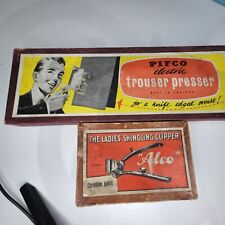 PIFCO
electric
trouser presser
MADE IN ENGLAND
for a knife edged crease!
THE LADIES' SHINGLING CLIPPER
"Alco"